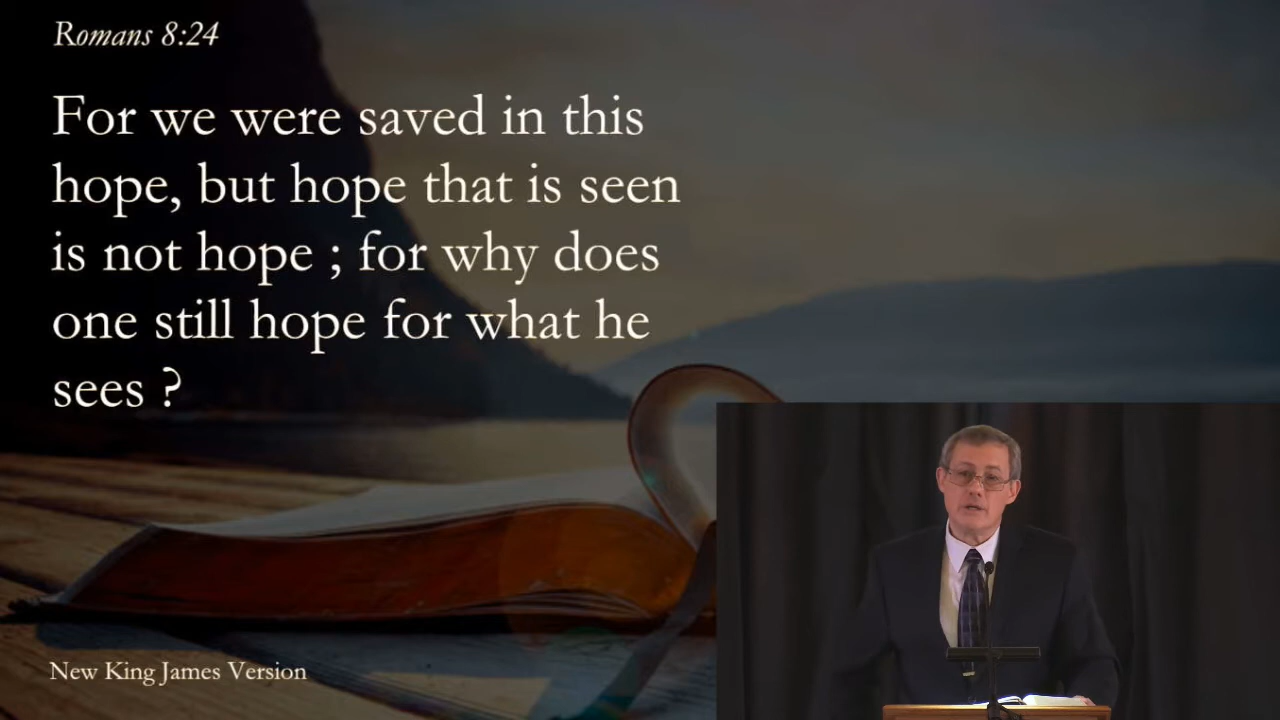 Romans 8:24
For we were saved in this
hope, but hope that is seen
is not hope ; for why does
one still hope for what he
sees ?
New King James Version